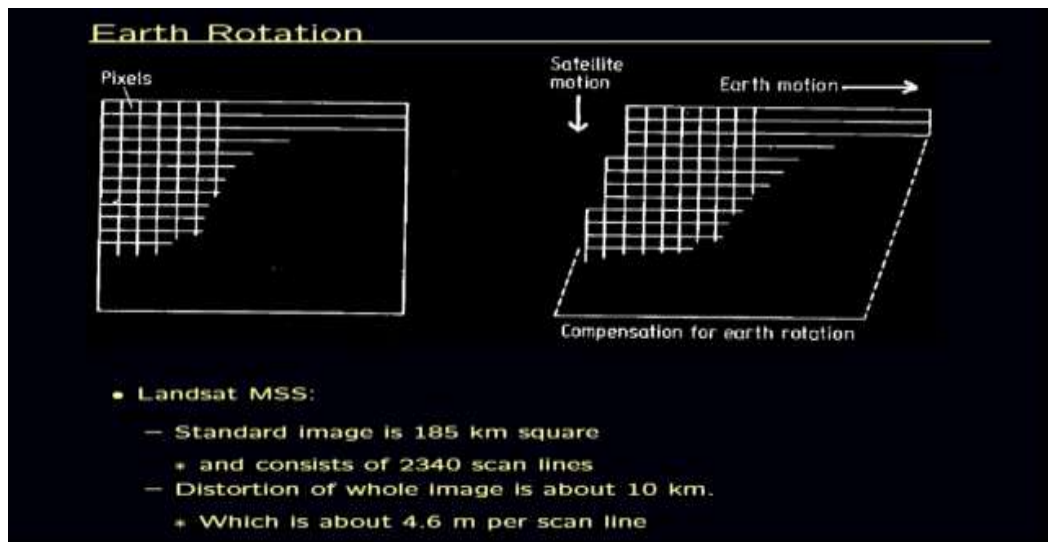 Earth Rotation
Pixels
Satellite
motion
Earth motion
Compensation for earth rotation
• Landsat MSS:
– Standard image is 185 km square
* and consists of 2340 scan lines
– Distortion of whole image is about 10 km.
* Which is about 4.6 m per scan line